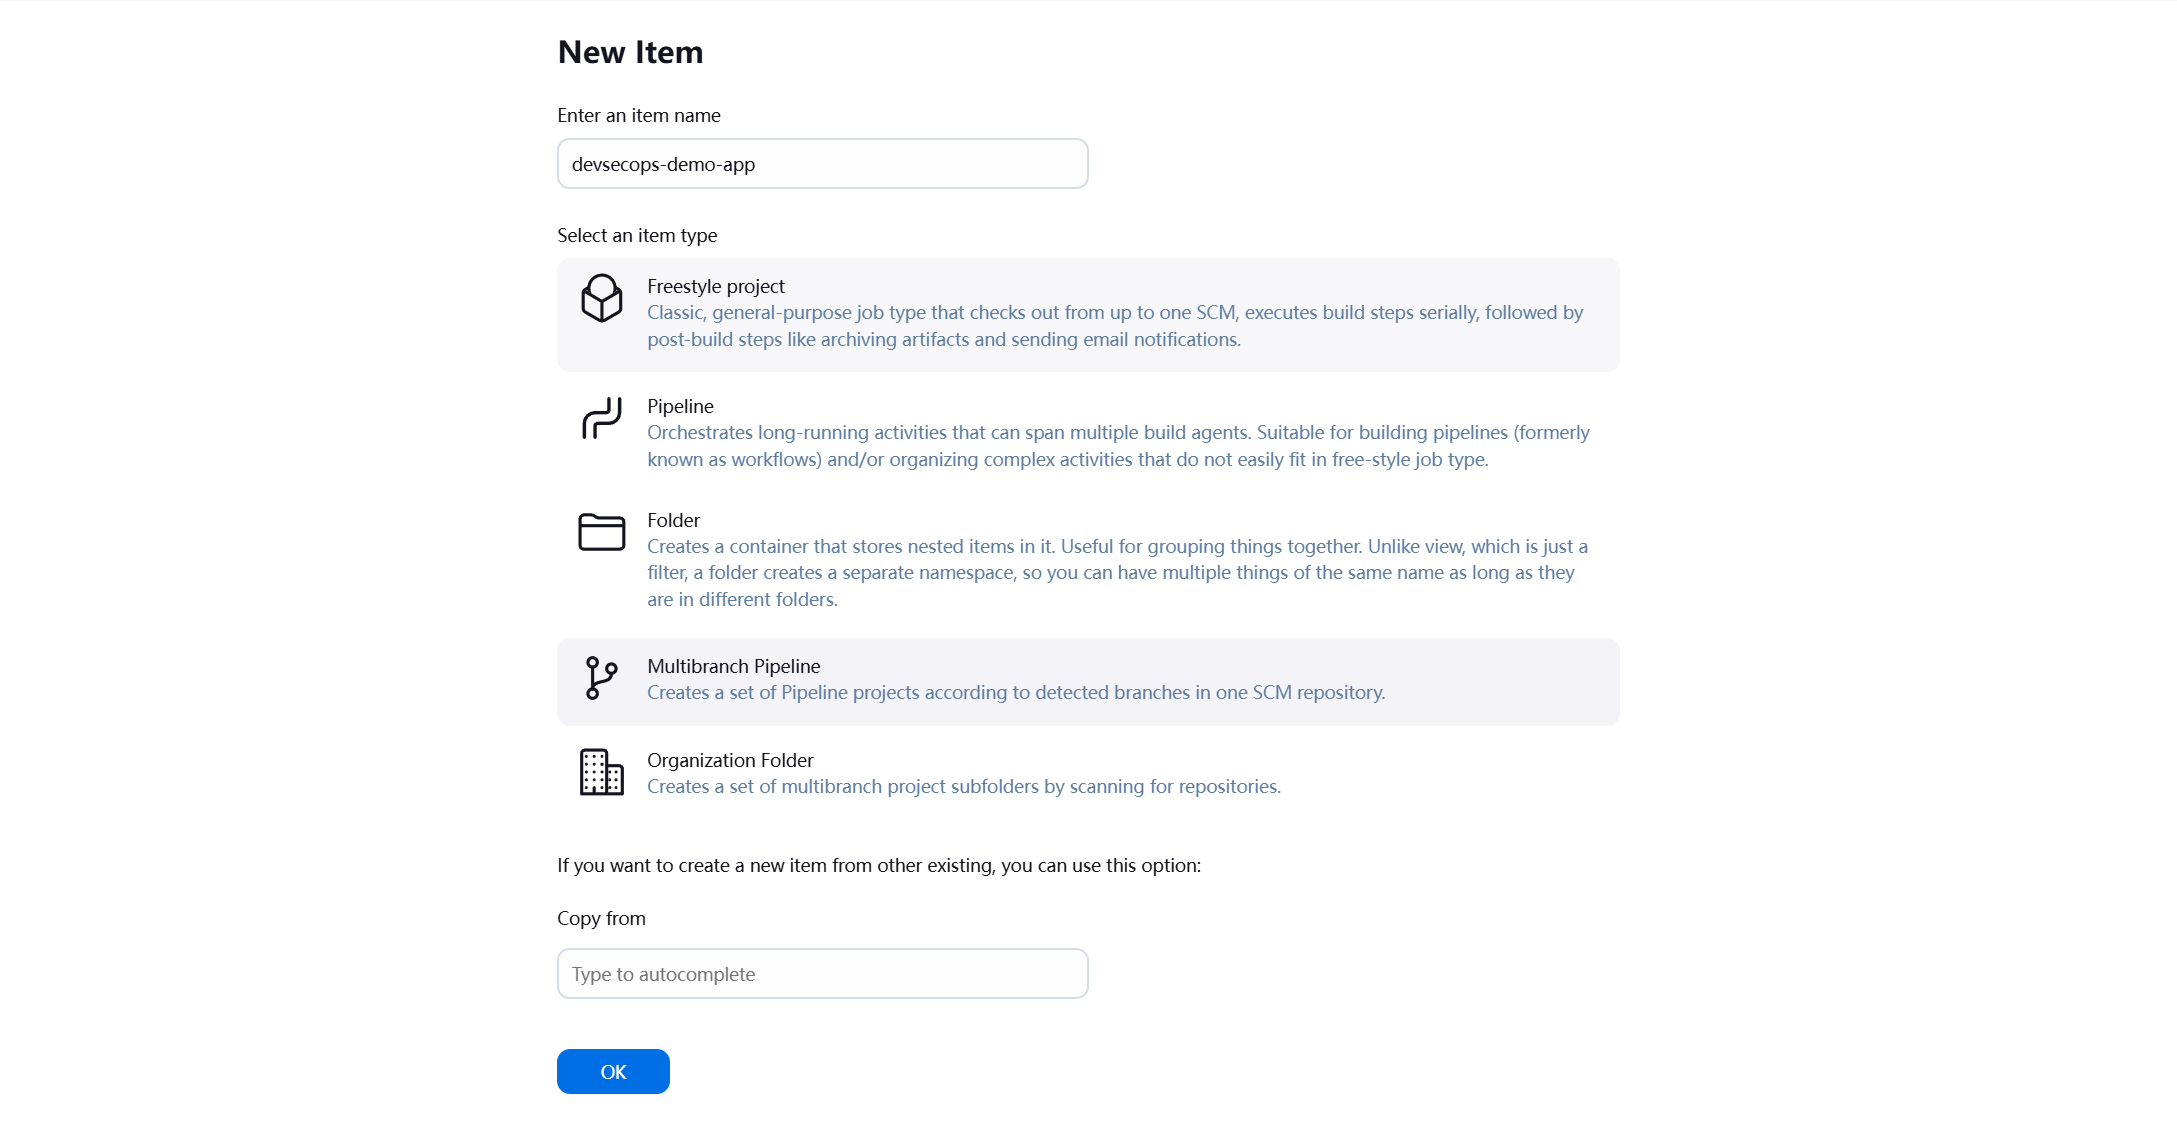 New Item
Enter an item name
devsecops-demo-app
Select an item type
Freestyle project
Classic, general-purpose job type that checks out from up to one SCM, executes build steps serially, followed by
post-build steps like archiving artifacts and sending email notifications.
Pipeline
Orchestrates long-running activities that can span multiple build agents. Suitable for building pipelines (formerly
known as workflows) and/or organizing complex activities that do not easily fit in free-style job type.
Folder
Creates a container that stores nested items in it. Useful for grouping things together. Unlike view, which is just a
filter, a folder creates a separate namespace, so you can have multiple things of the same name as long as they
are in different folders.
Multibranch Pipeline
Creates a set of Pipeline projects according to detected branches in one SCM repository.
Organization Folder
Creates a set of multibranch project subfolders by scanning for repositories.
If you want to create a new item from other existing, you can use this option:
Copy from
Type to autocomplete
OK